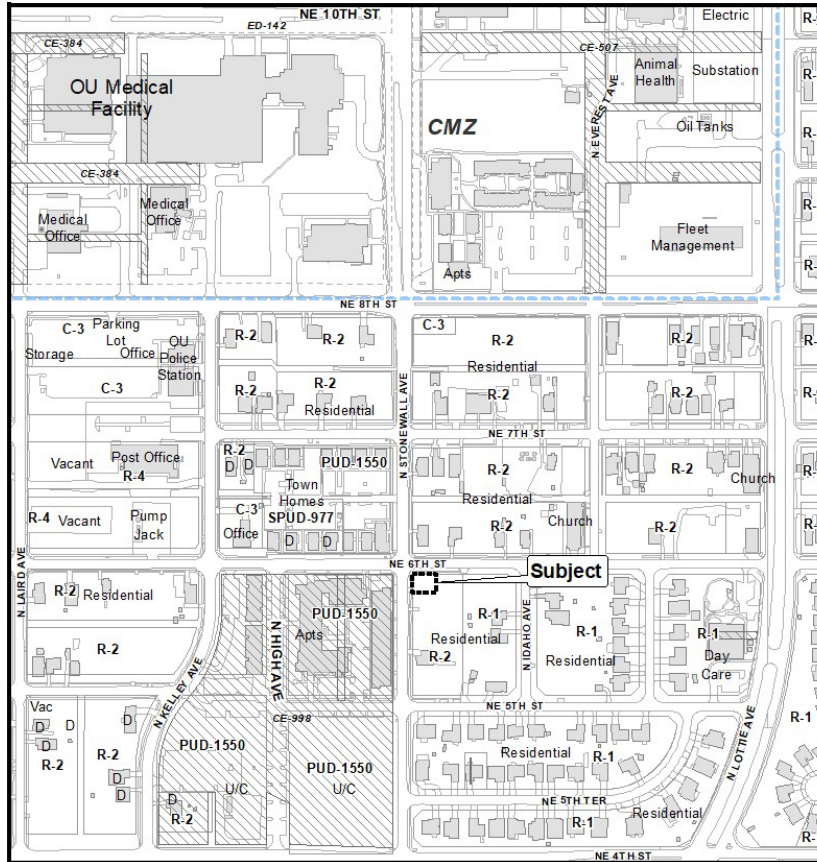 NE 10TH ST
ED-142
Electric
R-
CE-384
CE-507
OU Medical
Facility
Animal
Health
Substation
R-
CMZ
N EVEREST AVE
Oil Tanks
R-
CE-384
Medical
Office
Medical
Office
R-
Fleet
Management
Apts
R-
NE 8TH ST
C-3
Parking
Lot
Storage
Office
OU
Police
Station
R-2
R-2
C-3
R-2
R-2
R-
Residential
C-3
R-2
R-2
Residential
R-2
R-2
R-
N STONEWALL AVE
NE 7TH ST
Vacant
Post Office
R-4
R-2
D
D
PUD-1550
Town
Homes
R-2
Residential
R-2
Church
R-
R-4
Vacant
Pump
Jack
C-3
Office
SPUD-977
D
D
R-2
Church
R-2
R-
N LAIRD AVE
NE 6TH ST
Subject
R-2
Residential
PUD-1550
Apts
N HIGH AVE
R-1
Residential
R-2
N IDAHO AVE
R-1
Residential
R-1
Day
Care
R-2
N KELLEY AVE
NE 5TH ST
Vac
D
D
D
D
D
R-2
R-2
D
D
CE-998
PUD-1550
U/C
PUD-1550
U/C
D
R-2
Residential
R-1
N LOTTIE AVE
R-1
NE 5TH TER
Residential
R-1
R-
NE 4TH ST